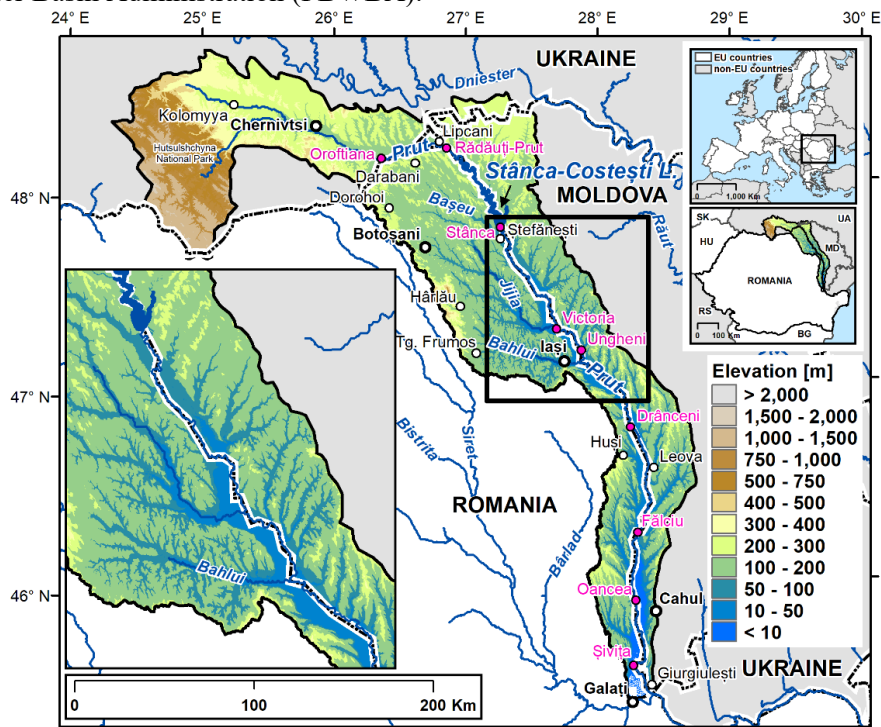 24° E
25° E
26° E
27° E
28° E
29° E
30° E
UKRAINE
Dniester
EU countries
non-EU countries
1,000 Km
0
Kolomyya
Chernivtsi
Lipcani
Prut
Rădăuți-Prut
Hutsulshchyna
National Park
Oroftiana
Darabani
Stânca-Costești L.
48° N
MOLDOVA
Dorohoi
Bașeu
Răut
Stânca
Ștefănești
Botoșani
SK
UA
HU
MD
ROMANIA
RS
BG
0
100 Km
Jijia
Hârlău
Victoria
Ungheni
Tg. Frumos
Bahlui
Iași
Prut
47° N
Elevation [m]
> 2,000
1,500 - 2,000
1,000 - 1,500
750 - 1,000
500 - 750
400 - 500
300 - 400
200 - 300
100 - 200
50 - 100
10 - 50
< 10
Drânceni
Huși
Leova
Siret
Bistrita
ROMANIA
Fălciu
Bârlad
Bahlui
46° N
Oancea
Cahul
Șivița
Giurgiulești
UKRAINE
Galați
0
100
200 Km